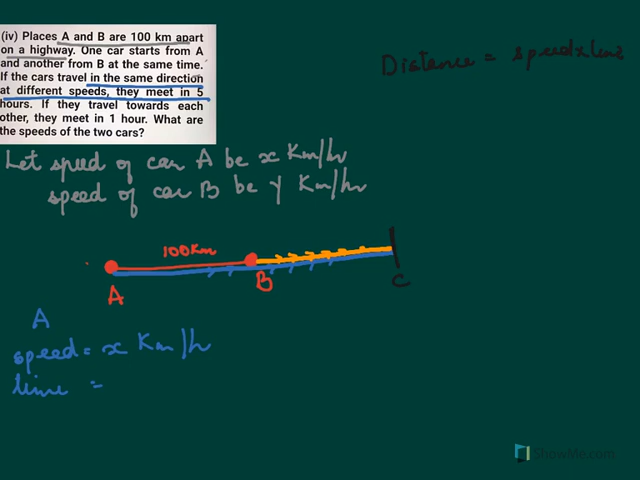 (iv) Places A and B are 100 km apart
on a highway. One car starts from A
and another from B at the same time.
If the cars travel in the same direction
at different speeds, they meet in 5
hours. If they travel towards each
other, they meet in 1 hour. What are
the speeds of the two cars?
Distance = speed x time
Let speed of car A be x Km/hr
speed of car B be y Km/hr
100Km
A
B
C
A
speed = x Km/h
time =
ShowMe.com